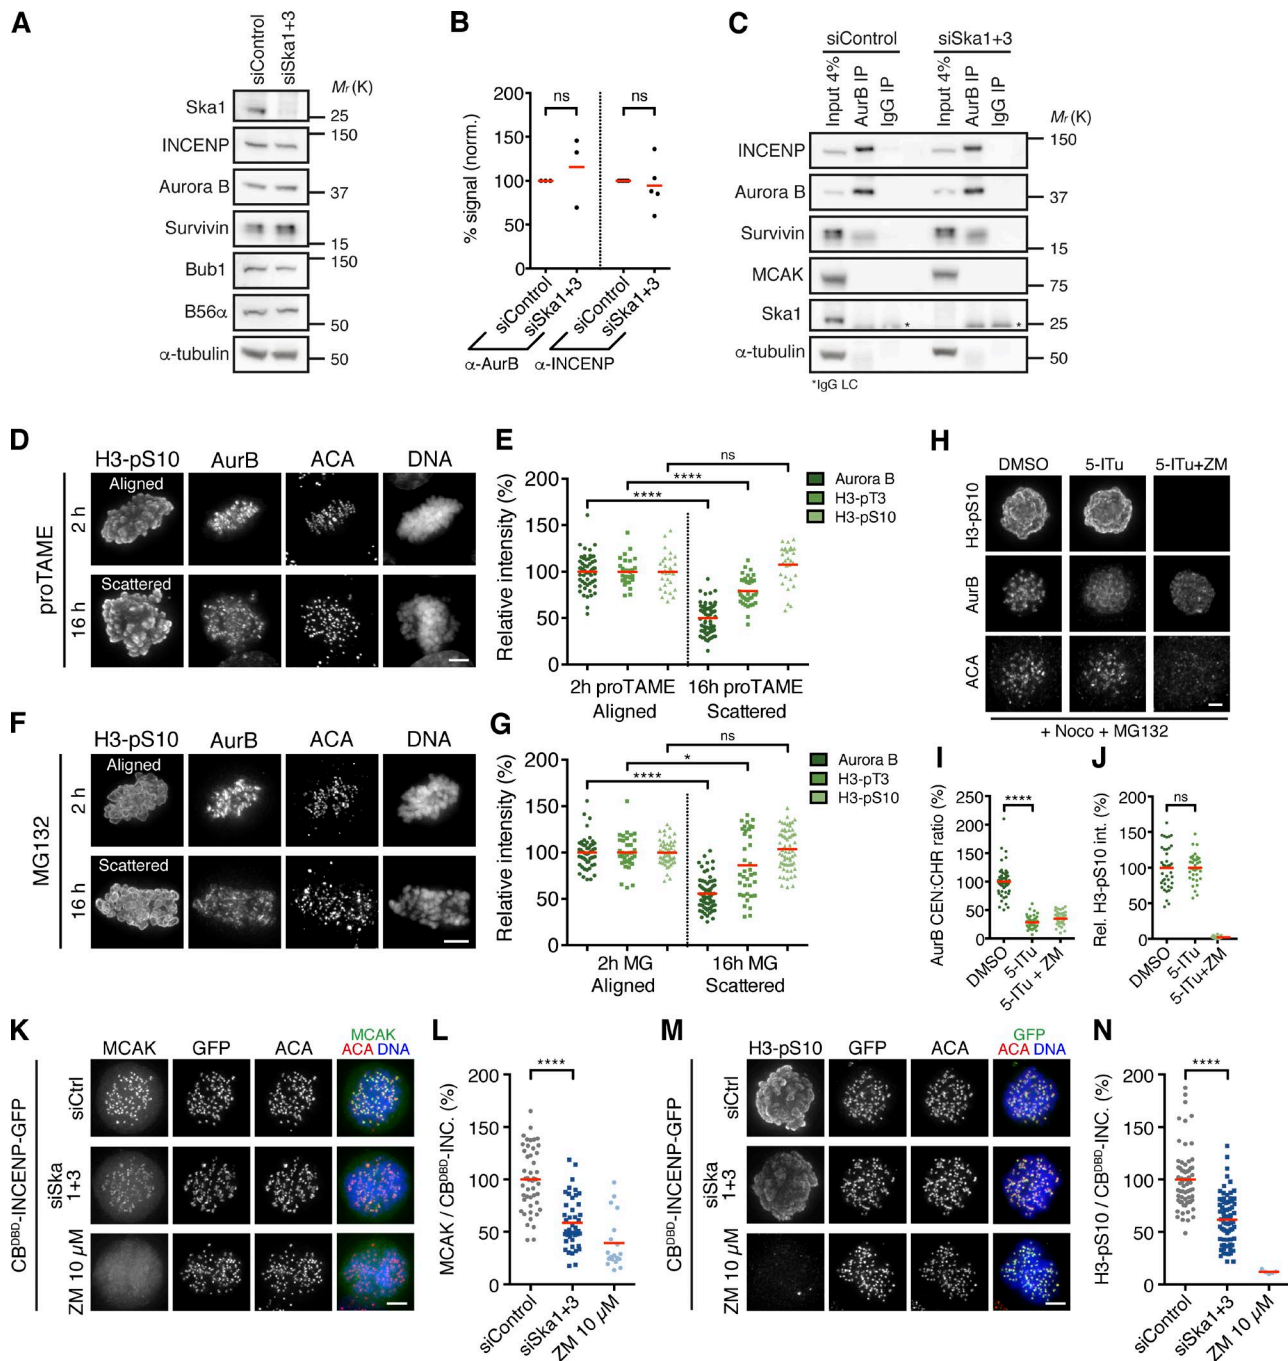 A
siControl
siSka1+3
Mr (K)
Ska1
25
INCENP
150
Aurora B
37
Survivin
15
Bub1
150
B56α
50
α-tubulin
50
B
% signal (norm.)
200
150
100
50
0
ns
ns
siControl
siSka1+3
siControl
siSka1+3
α-AurB
α-INCENP
C
siControl
siSka1+3
Input 4%
AurB IP
IgG IP
Input 4%
AurB IP
IgG IP
Mr (K)
INCENP
150
Aurora B
37
Survivin
15
MCAK
75
Ska1
*
*
25
α-tubulin
50
*IgG LC
D
H3-pS10
AurB
ACA
DNA
proTAME
2 h
Aligned
16 h
Scattered
E
Relative intensity (%)
200
150
100
50
0
ns
****
****
Aurora B
H3-pT3
H3-pS10
2h proTAME
Aligned
16h proTAME
Scattered
F
H3-pS10
AurB
ACA
DNA
MG132
2 h
Aligned
16 h
Scattered
G
Relative intensity (%)
200
150
100
50
0
ns
*
****
Aurora B
H3-pT3
H3-pS10
2h MG
Aligned
16h MG
Scattered
H
DMSO
5-ITu
5-ITu+ZM
H3-pS10
AurB
ACA
+ Noco + MG132
I
AurB CEN:CHR ratio (%)
250
200
150
100
50
0
****
DMSO
5-ITu
5-ITu + ZM
J
Rel. H3-pS10 int. (%)
200
150
100
50
0
ns
DMSO
5-ITu
5-ITu+ZM
K
MCAK
GFP
ACA
MCAK
ACA DNA
CBDBD-INCENP-GFP
siCtrl
siSka
1+3
ZM 10 µM
L
MCAK / CBDBD-INC. (%)
200
150
100
50
0
****
siControl
siSka1+3
ZM 10 µM
M
H3-pS10
GFP
ACA
GFP
ACA DNA
CBDBD-INCENP-GFP
siCtrl
siSka
1+3
ZM 10 µM
N
H3-pS10 / CBDBD-INC. (%)
200
150
100
50
0
****
siControl
siSka1+3
ZM 10 µM